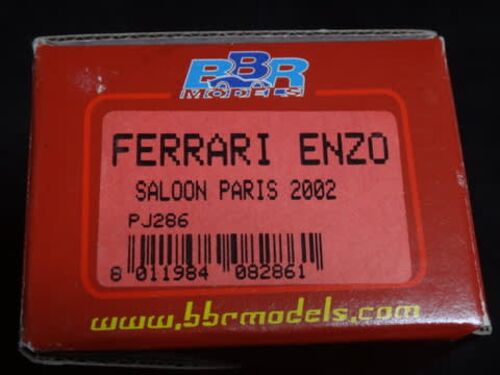 BBR
MODELS
FERRARI ENZO
SALOON PARIS 2002
PJ286
8 011984 082861
www.bbrmodels.com